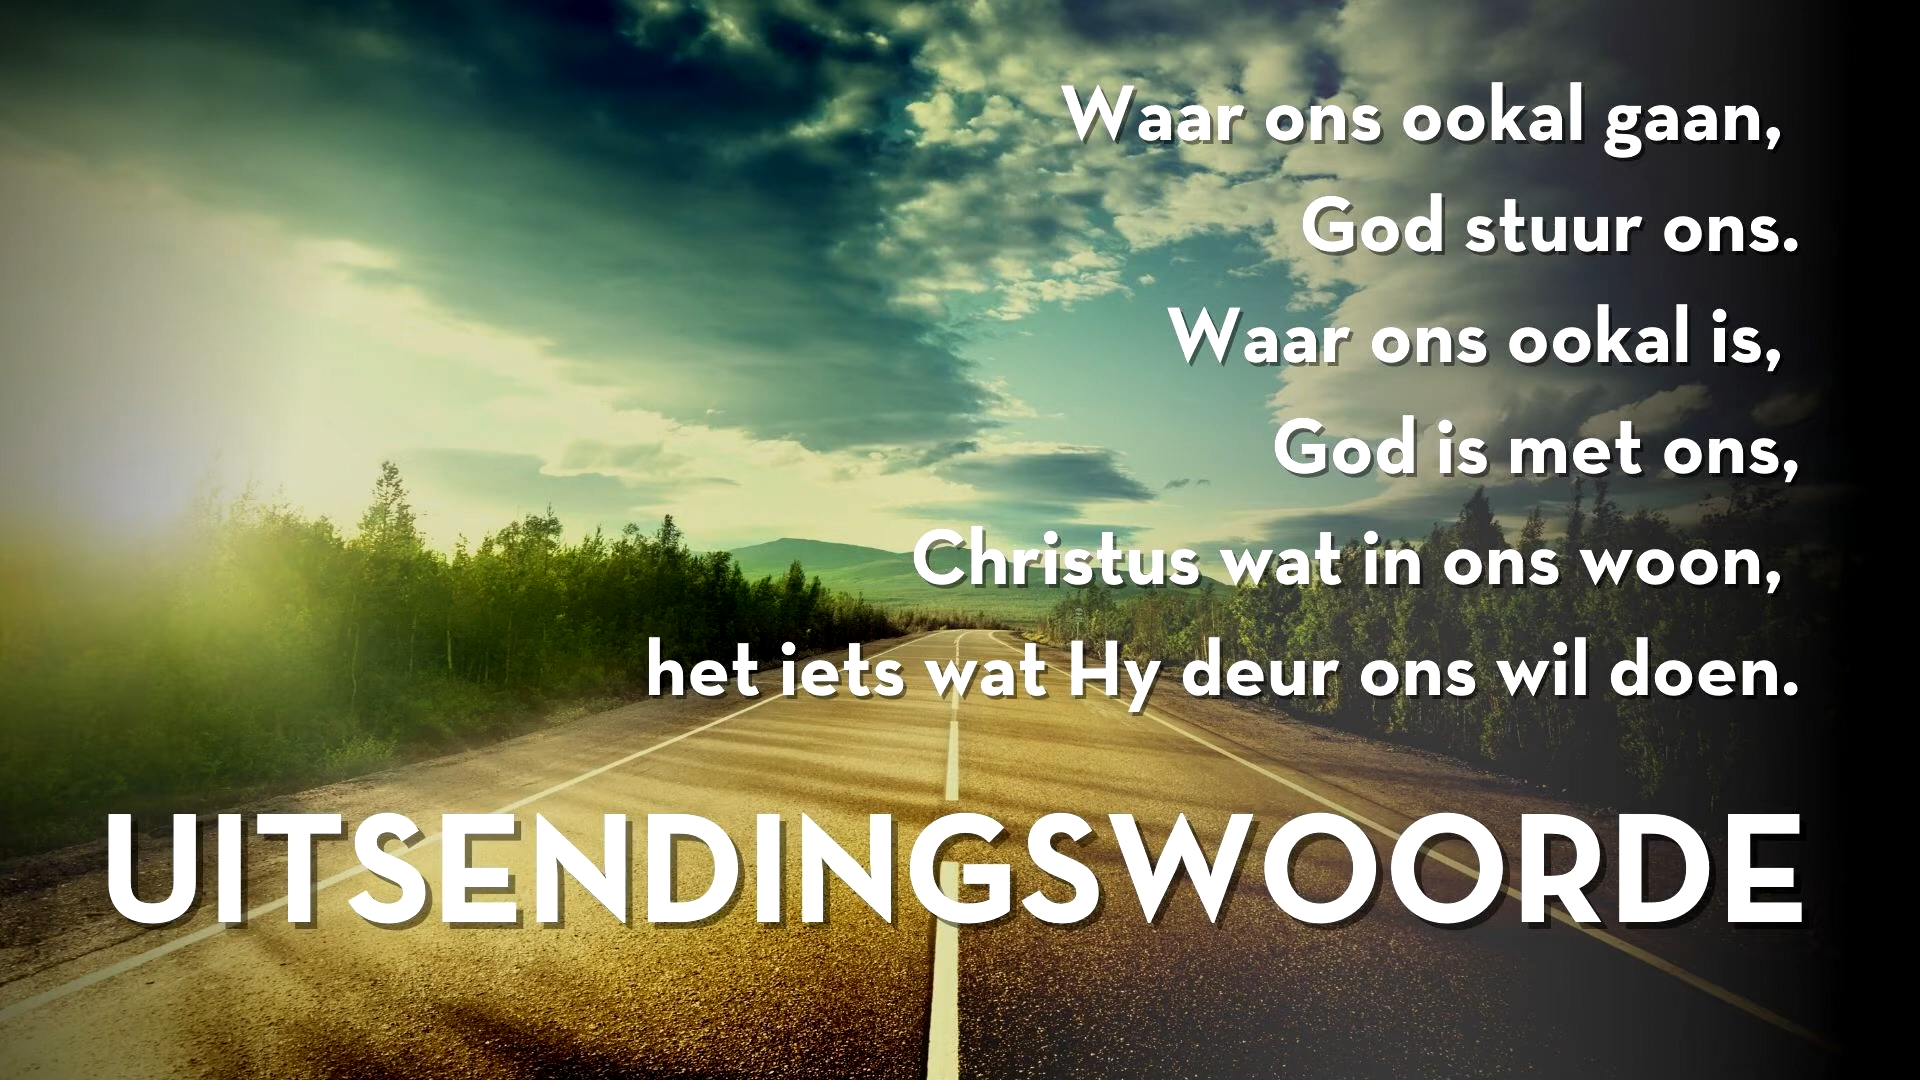 Waar ons ookal gaan,
God stuur ons.
Waar ons ookal is,
God is met ons,
Christus wat in ons woon,
het iets wat Hy deur ons wil doen.
UITSENDINGSWOORDE